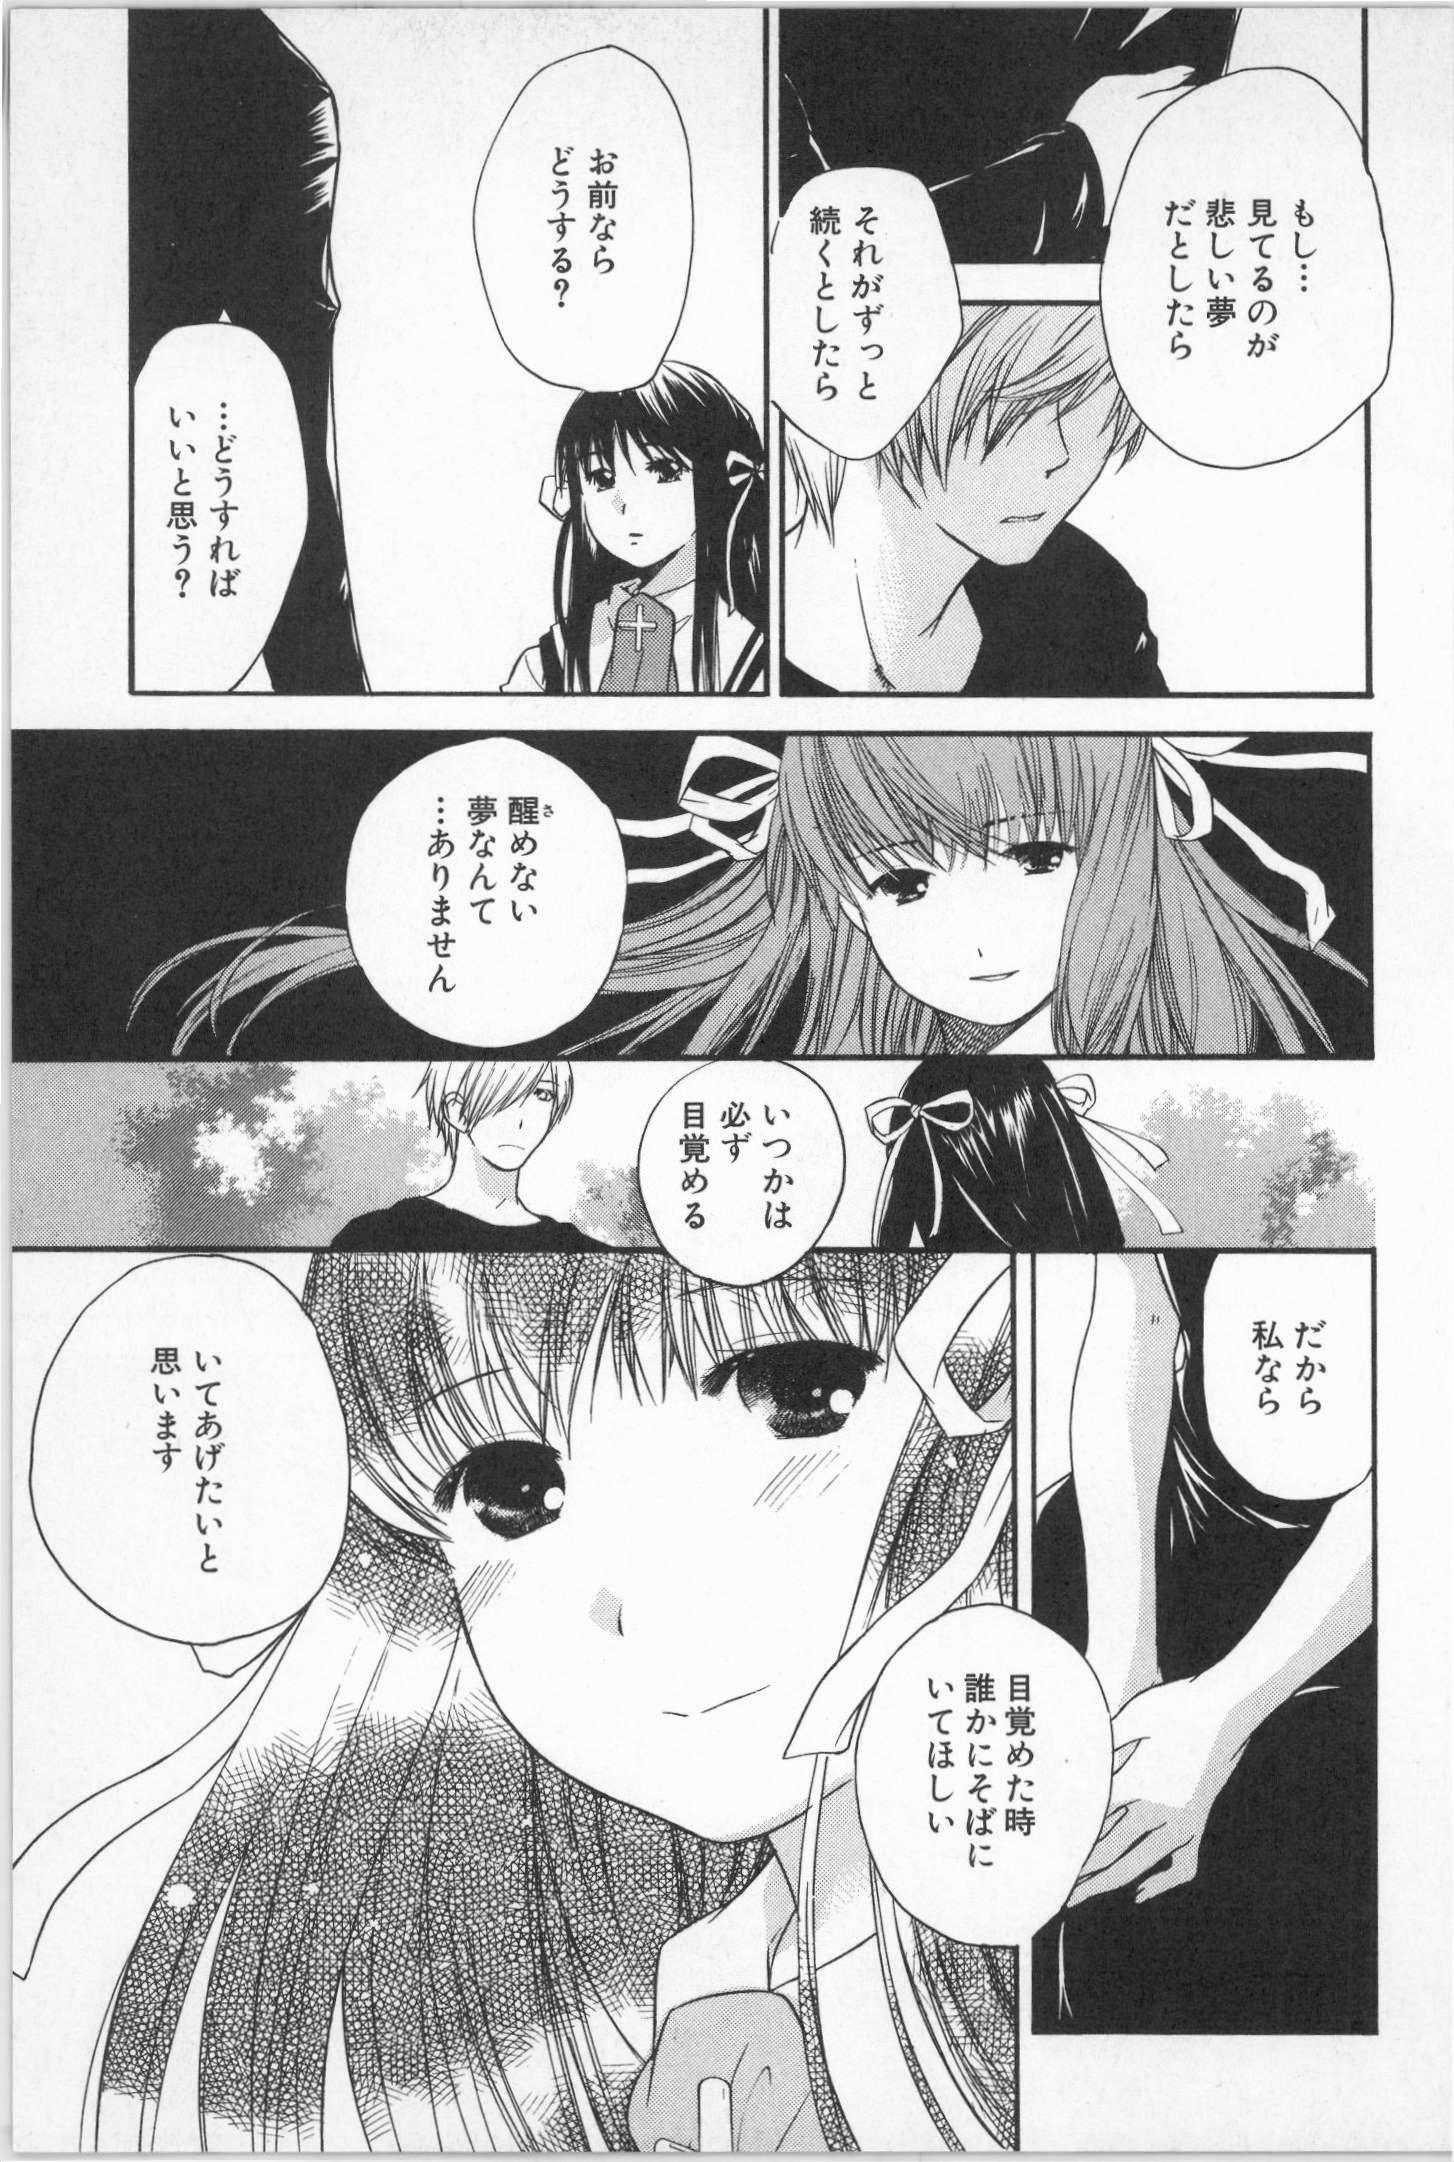 もし…
見てるのが
悲しい夢
だとしたら
それがずっと
続くとしたら
お前なら
どうする？
…どうすれば
いいと思う？
醒めない
さ
夢なんて
…ありません
いつかは
必ず
目覚める
だから
私なら
目覚めた時
誰かにそばに
いてほしい
いてあげたいと
思います